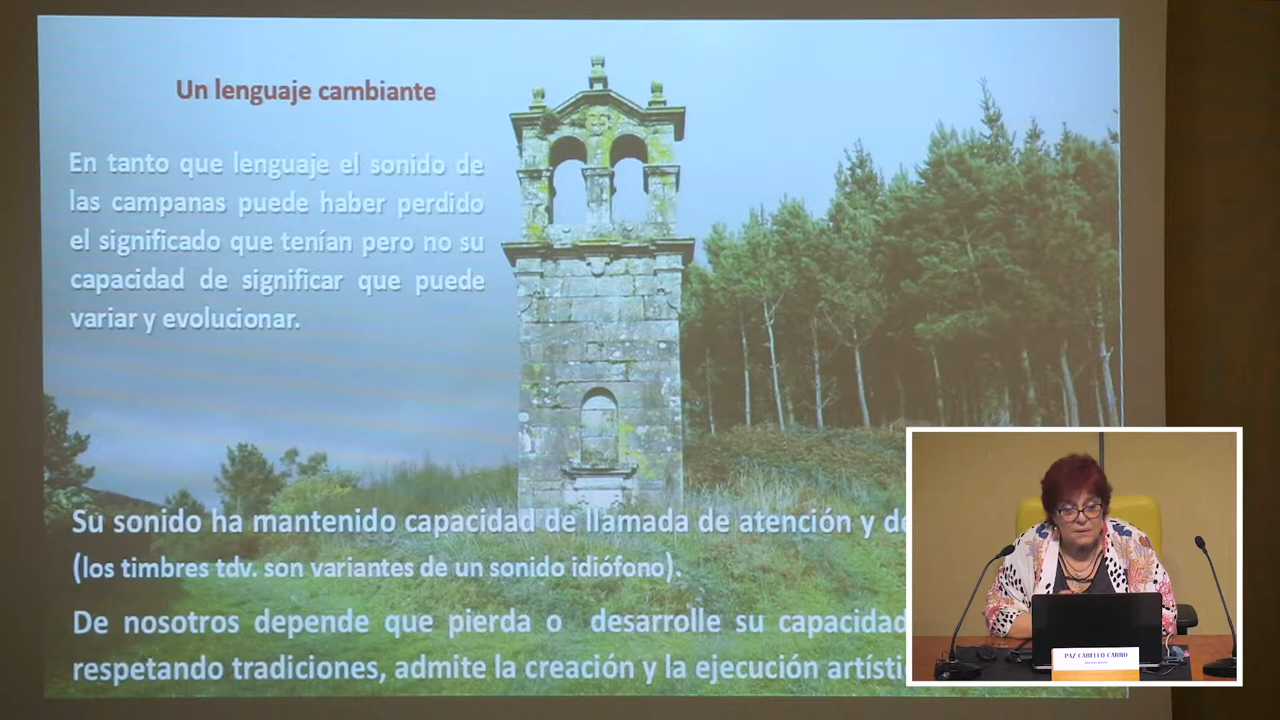 Un lenguaje cambiante
En tanto que lenguaje el sonido de
las campanas puede haber perdido
el significado que tenían pero no su
capacidad de significar que puede
variar y evolucionar.
Su sonido ha mantenido capacidad de llamada de atención y de
(los timbres tdv. son variantes de un sonido idiófono).
De nosotros depende que pierda o desarrolle su capacidad
respetando tradiciones, admite la creación y la ejecución
PAZ CABELLO CARRO